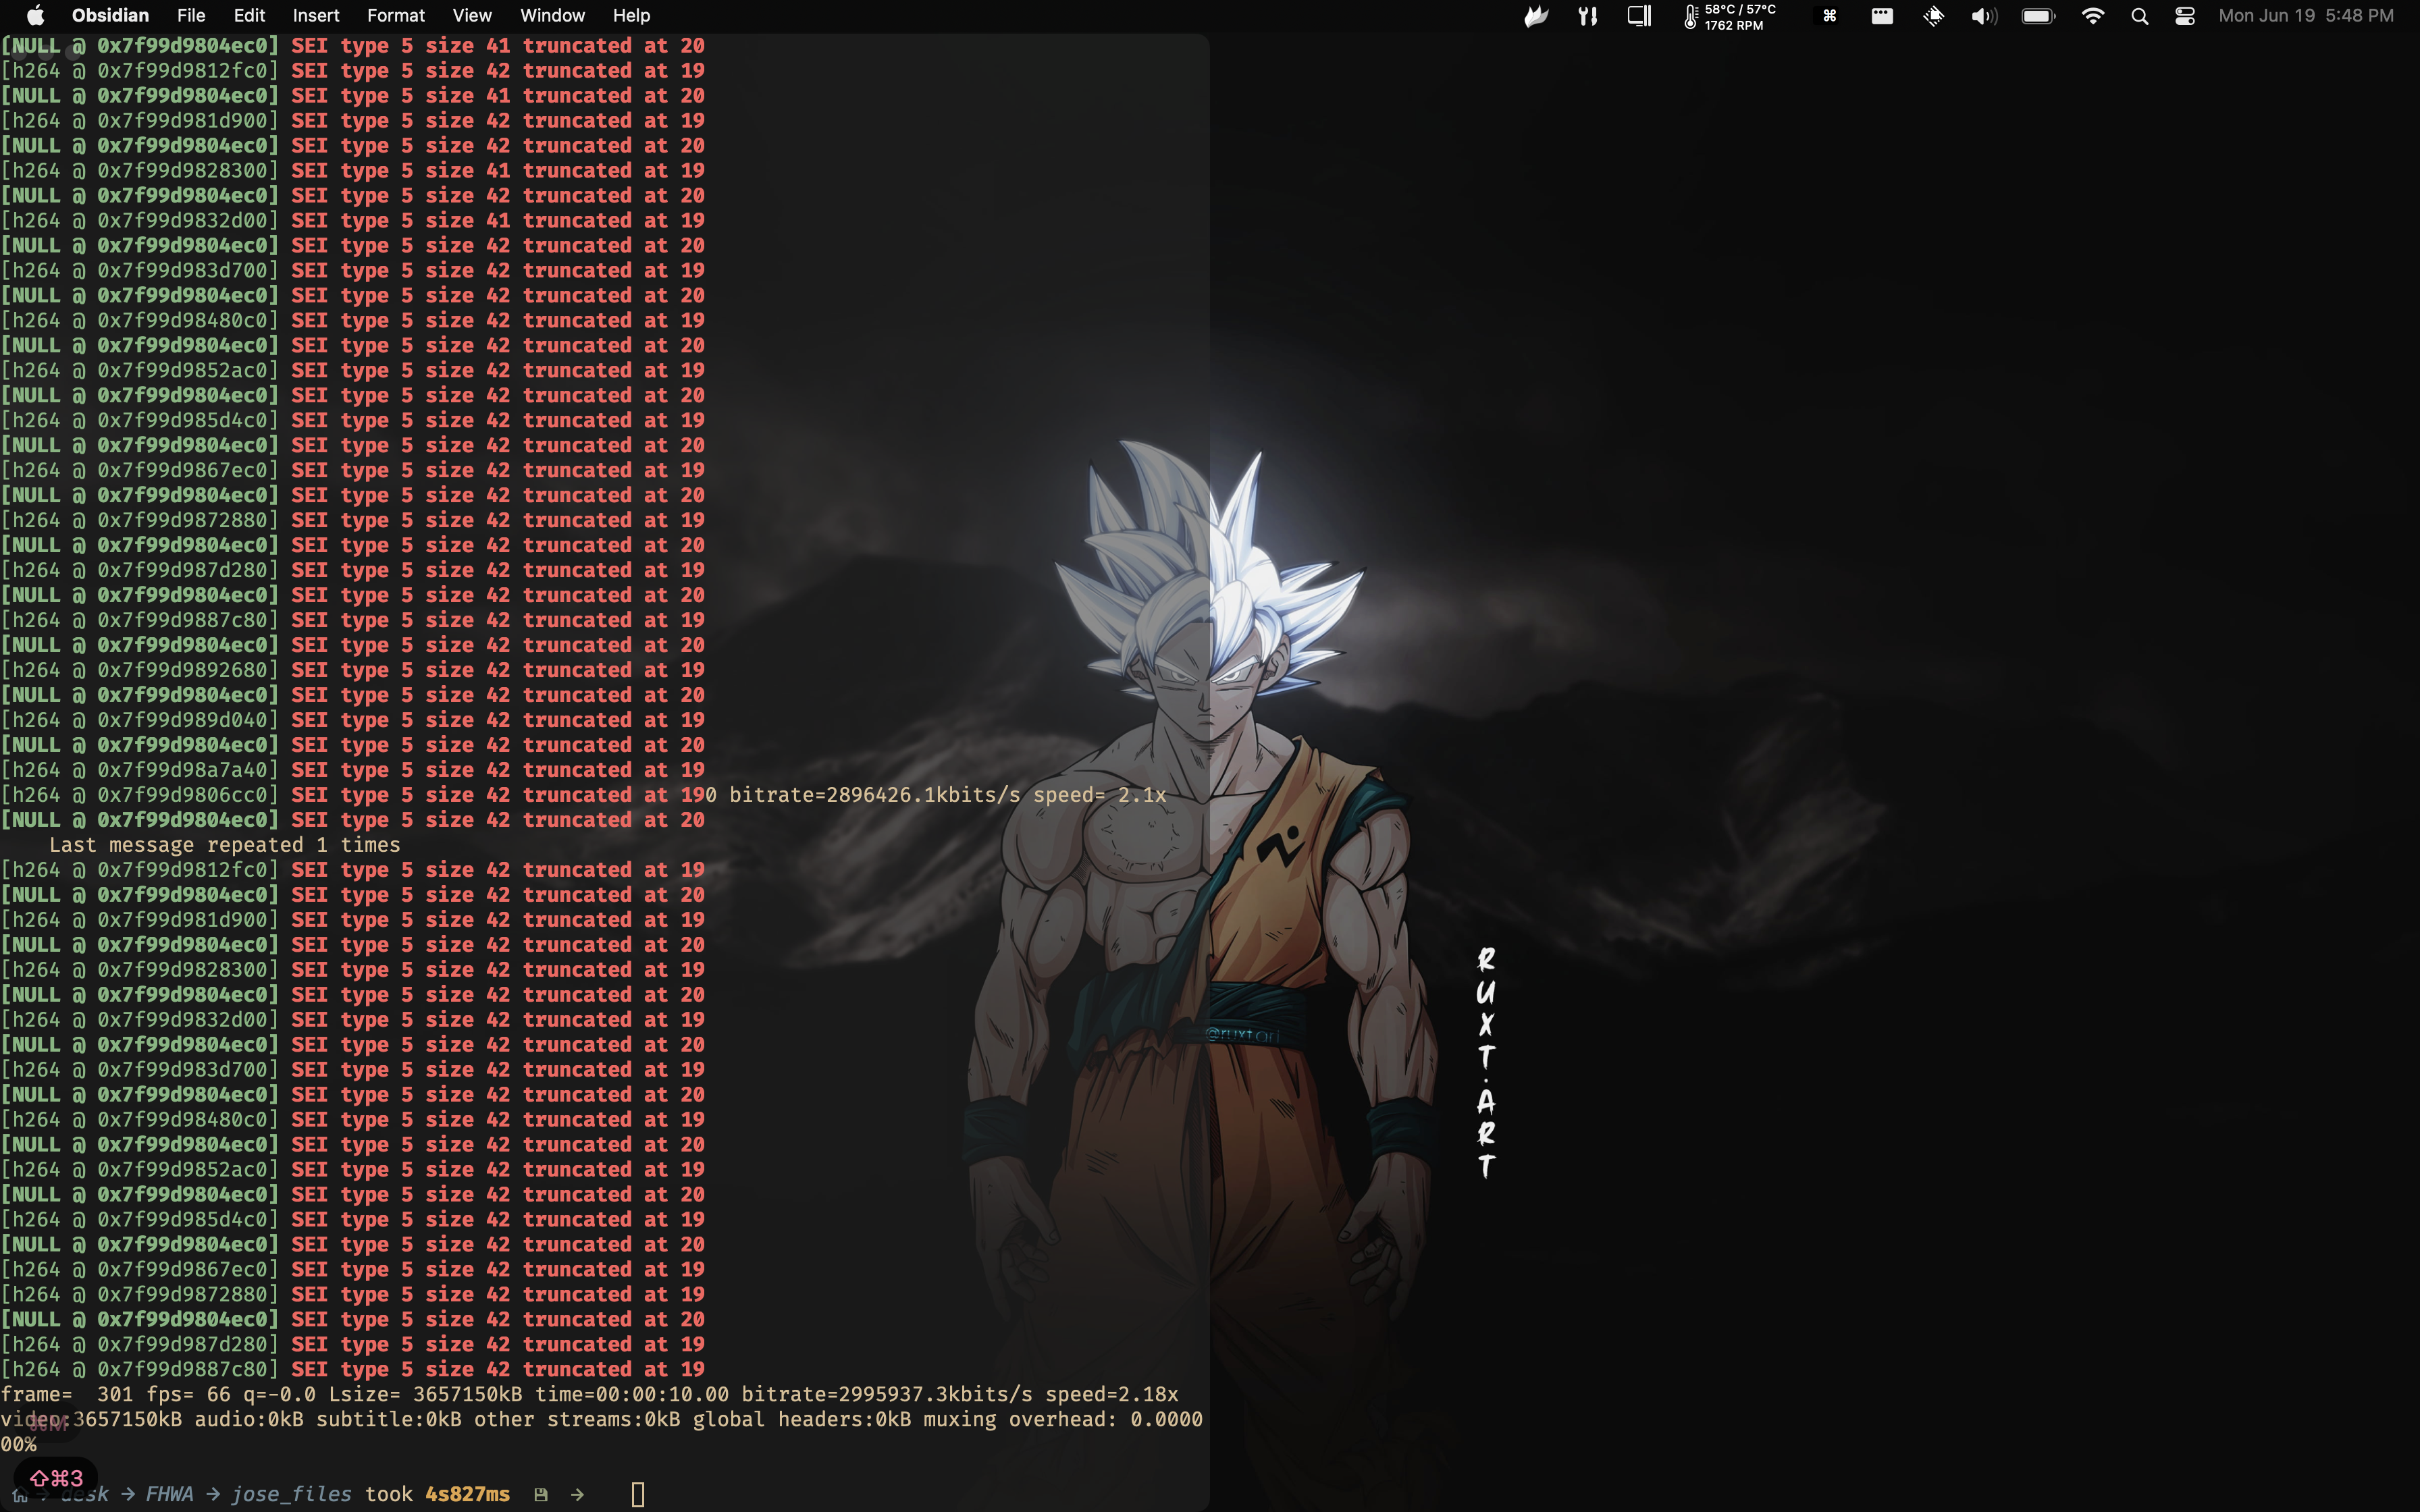 Obsidian File Edit Insert Format View Window Help 58°C / 57°C 1762 RPM Mon Jun 19 5:48 PM
[NULL @ 0x7f99d9804ec0] SEI type 5 size 41 truncated at 20
[h264 @ 0x7f99d9812fc0] SEI type 5 size 42 truncated at 19
[NULL @ 0x7f99d9804ec0] SEI type 5 size 41 truncated at 20
[h264 @ 0x7f99d981d900] SEI type 5 size 42 truncated at 19
[NULL @ 0x7f99d9804ec0] SEI type 5 size 42 truncated at 20
[h264 @ 0x7f99d9828300] SEI type 5 size 41 truncated at 19
[NULL @ 0x7f99d9804ec0] SEI type 5 size 42 truncated at 20
[h264 @ 0x7f99d9832d00] SEI type 5 size 41 truncated at 19
[NULL @ 0x7f99d9804ec0] SEI type 5 size 42 truncated at 20
[h264 @ 0x7f99d983d700] SEI type 5 size 42 truncated at 19
[NULL @ 0x7f99d9804ec0] SEI type 5 size 42 truncated at 20
[h264 @ 0x7f99d98480c0] SEI type 5 size 42 truncated at 19
[NULL @ 0x7f99d9804ec0] SEI type 5 size 42 truncated at 20
[h264 @ 0x7f99d9852ac0] SEI type 5 size 42 truncated at 19
[NULL @ 0x7f99d9804ec0] SEI type 5 size 42 truncated at 20
[h264 @ 0x7f99d985d4c0] SEI type 5 size 42 truncated at 19
[NULL @ 0x7f99d9804ec0] SEI type 5 size 42 truncated at 20
[h264 @ 0x7f99d9867ec0] SEI type 5 size 42 truncated at 19
[NULL @ 0x7f99d9804ec0] SEI type 5 size 42 truncated at 20
[h264 @ 0x7f99d9872880] SEI type 5 size 42 truncated at 19
[NULL @ 0x7f99d9804ec0] SEI type 5 size 42 truncated at 20
[h264 @ 0x7f99d987d280] SEI type 5 size 42 truncated at 19
[NULL @ 0x7f99d9804ec0] SEI type 5 size 42 truncated at 20
[h264 @ 0x7f99d9887c80] SEI type 5 size 42 truncated at 19
[NULL @ 0x7f99d9804ec0] SEI type 5 size 42 truncated at 20
[h264 @ 0x7f99d9892680] SEI type 5 size 42 truncated at 19
[NULL @ 0x7f99d9804ec0] SEI type 5 size 42 truncated at 20
[h264 @ 0x7f99d989d040] SEI type 5 size 42 truncated at 19
[NULL @ 0x7f99d9804ec0] SEI type 5 size 42 truncated at 20
[h264 @ 0x7f99d98a7a40] SEI type 5 size 42 truncated at 19
[h264 @ 0x7f99d9806cc0] SEI type 5 size 42 truncated at 190 bitrate=2896426.1kbits/s speed= 2.1x
[NULL @ 0x7f99d9804ec0] SEI type 5 size 42 truncated at 20
Last message repeated 1 times
[h264 @ 0x7f99d9812fc0] SEI type 5 size 42 truncated at 19
[NULL @ 0x7f99d9804ec0] SEI type 5 size 42 truncated at 20
[h264 @ 0x7f99d981d900] SEI type 5 size 42 truncated at 19
[NULL @ 0x7f99d9804ec0] SEI type 5 size 42 truncated at 20
[h264 @ 0x7f99d9828300] SEI type 5 size 42 truncated at 19
[NULL @ 0x7f99d9804ec0] SEI type 5 size 42 truncated at 20
[h264 @ 0x7f99d9832d00] SEI type 5 size 42 truncated at 19
[NULL @ 0x7f99d9804ec0] SEI type 5 size 42 truncated at 20
[h264 @ 0x7f99d983d700] SEI type 5 size 42 truncated at 19
[NULL @ 0x7f99d9804ec0] SEI type 5 size 42 truncated at 20
[h264 @ 0x7f99d98480c0] SEI type 5 size 42 truncated at 19
[NULL @ 0x7f99d9804ec0] SEI type 5 size 42 truncated at 20
[h264 @ 0x7f99d9852ac0] SEI type 5 size 42 truncated at 19
[NULL @ 0x7f99d9804ec0] SEI type 5 size 42 truncated at 20
[h264 @ 0x7f99d985d4c0] SEI type 5 size 42 truncated at 19
[NULL @ 0x7f99d9804ec0] SEI type 5 size 42 truncated at 20
[h264 @ 0x7f99d9867ec0] SEI type 5 size 42 truncated at 19
[h264 @ 0x7f99d9872880] SEI type 5 size 42 truncated at 19
[NULL @ 0x7f99d9804ec0] SEI type 5 size 42 truncated at 20
[h264 @ 0x7f99d987d280] SEI type 5 size 42 truncated at 19
[h264 @ 0x7f99d9887c80] SEI type 5 size 42 truncated at 19
frame=  301 fps= 66 q=-0.0 Lsize= 3657150kB time=00:00:10.00 bitrate=2995937.3kbits/s speed=2.18x
video:3657150kB audio:0kB subtitle:0kB other streams:0kB global headers:0kB muxing overhead: 0.0000
00%
⌘M
⇧⌘3
desk → FHWA → jose_files took 4s827ms →
@ruxtari
RUXT.ART